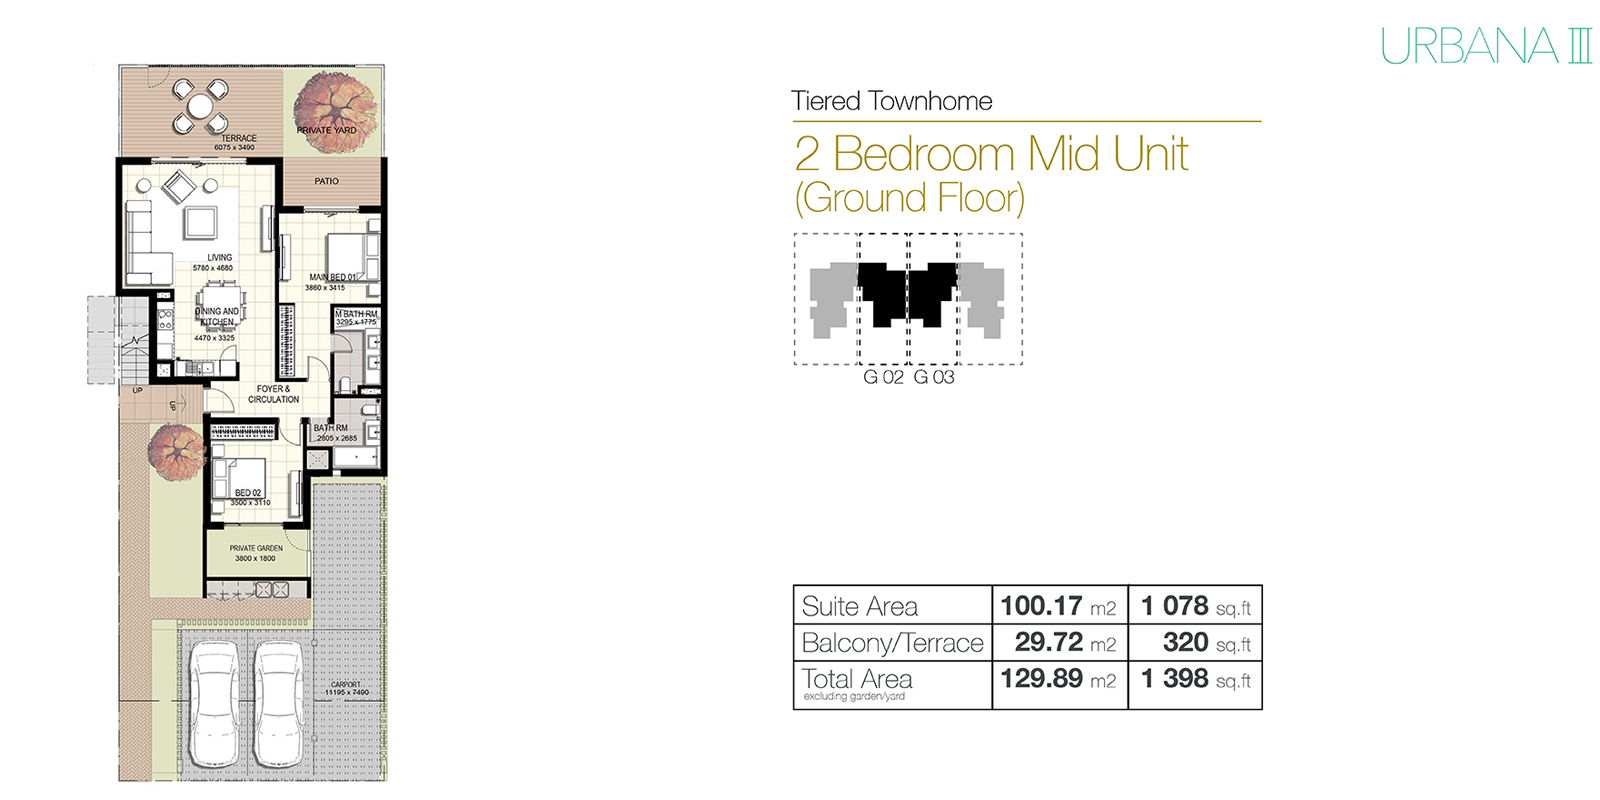 URBANA III
Tiered Townhome
2 Bedroom Mid Unit
(Ground Floor)
G 02 G 03
Suite Area 100.17 m2 1 078 sq.ft
Balcony/Terrace 29.72 m2 320 sq.ft
Total Area 129.89 m2 1 398 sq.ft
excluding garden/yard
PRIVATE YARD
TERRACE
6075 x 3490
PATIO
LIVING
5780 x 4680
MAIN BED 01
3860 x 3415
DINING AND
KITCHEN
4470 x 3325
M BATH RM
3295 x 1775
UP
UP
FOYER &
CIRCULATION
BATH RM
2805 x 2685
BED 02
3500 x 3110
PRIVATE GARDEN
3800 x 1800
CARPORT
11195 x 7490